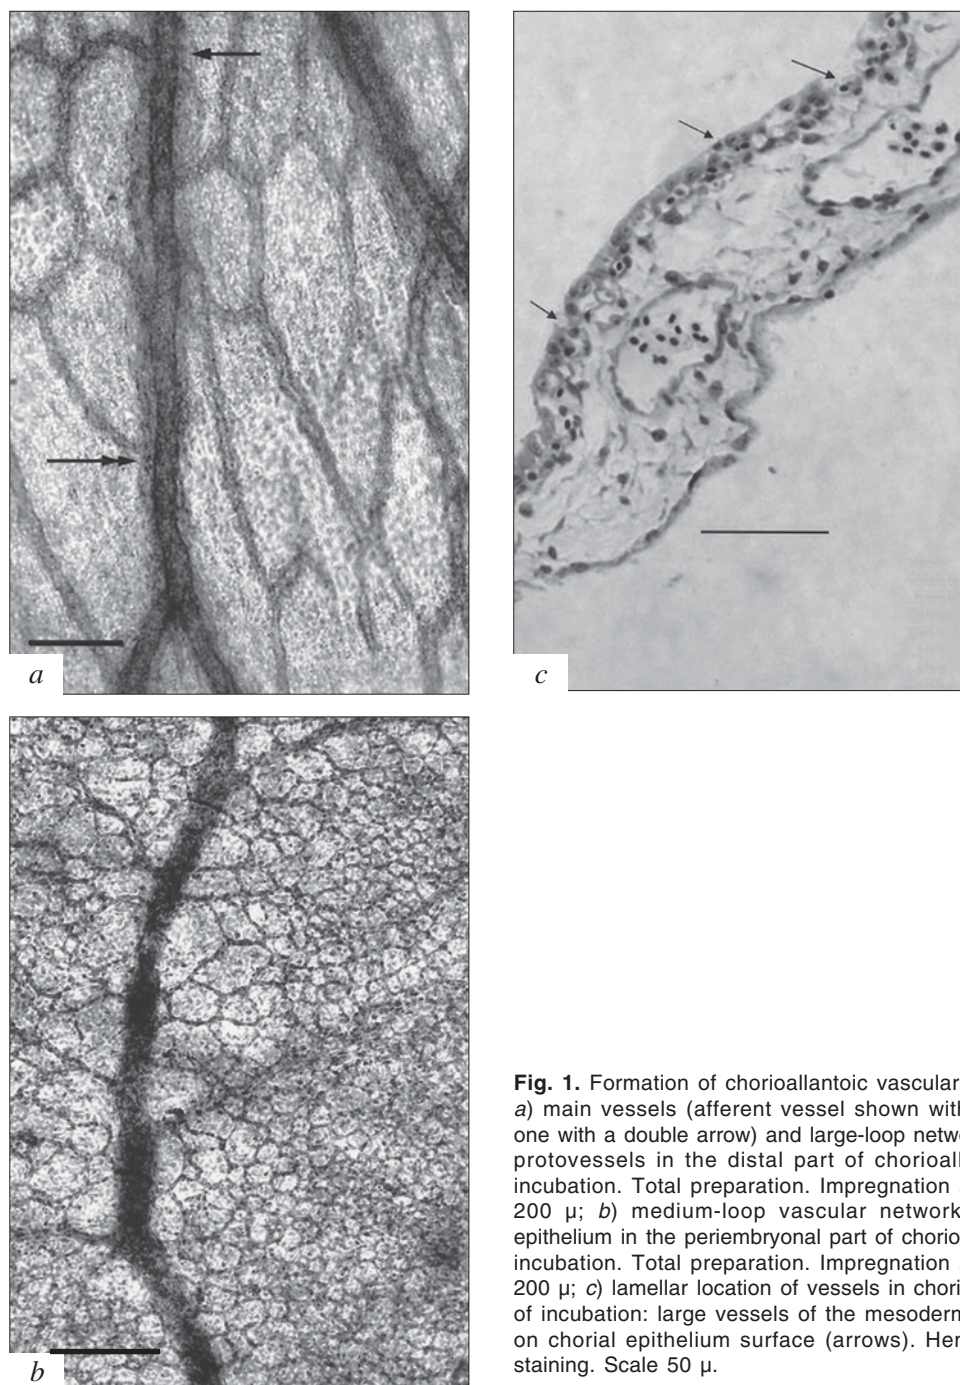 a
c
b
Fig. 1. Formation of chorioallantoic vascular
a) main vessels (afferent vessel shown with
one with a double arrow) and large-loop netw
protovessels in the distal part of chorioall
incubation. Total preparation. Impregnation
200 μ; b) medium-loop vascular network
epithelium in the periembryonal part of chorio
incubation. Total preparation. Impregnation
200 μ; c) lamellar location of vessels in chori
of incubation: large vessels of the mesoderm
on chorial epithelium surface (arrows). Hem
staining. Scale 50 μ.